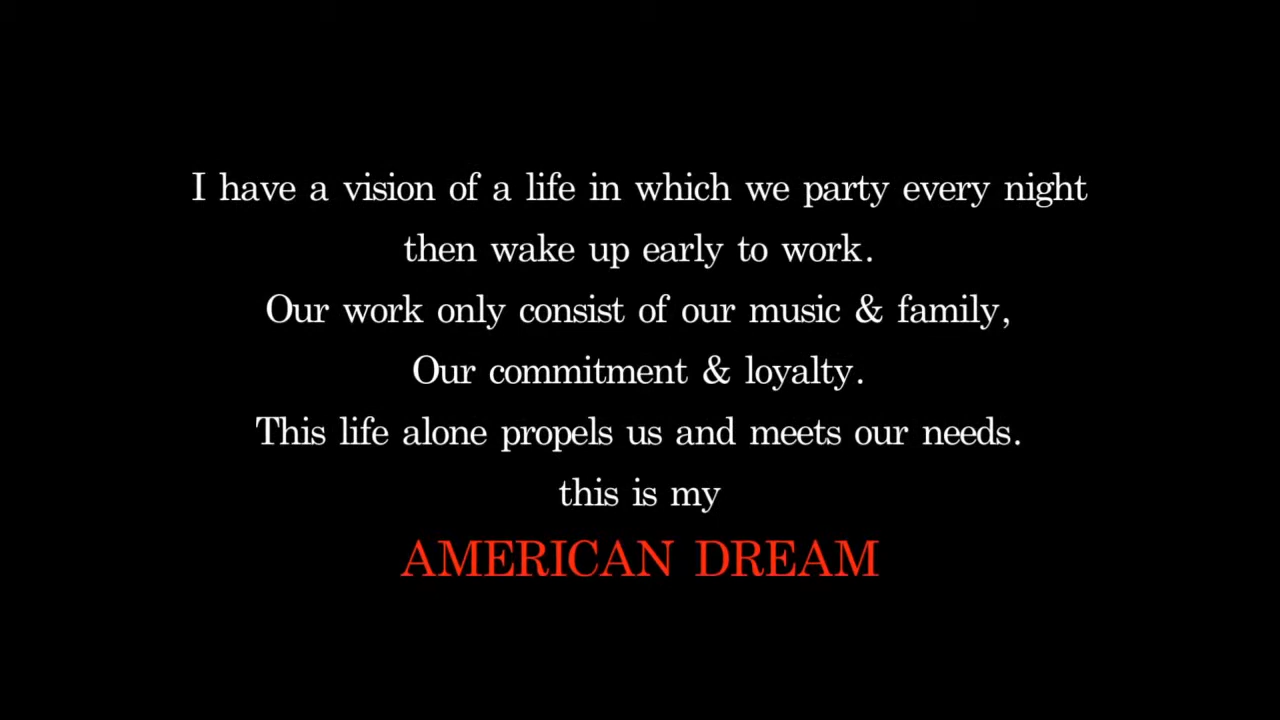 I have a vision of a life in which we party every night
then wake up early to work.
Our work only consist of our music & family,
Our commitment & loyalty.
This life alone propels us and meets our needs.
this is my
AMERICAN DREAM